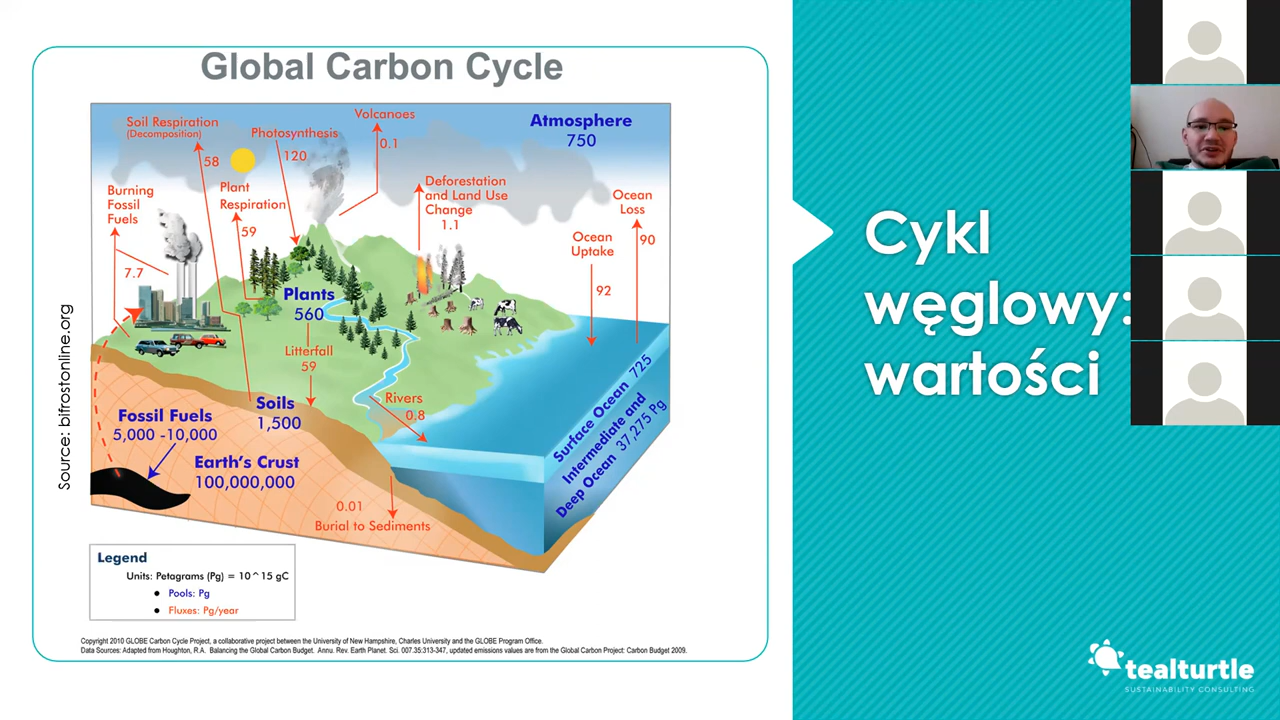 Global Carbon Cycle
Soil Respiration
(Decomposition)
58
Photosynthesis
120
Volcanoes
0.1
Atmosphere
750
Burning
Fossil
Fuels
7.7
Plant
Respiration
59
Deforestation
and Land Use
Change
1.1
Ocean
Loss
90
Ocean
Uptake
92
Plants
560
Litterfall
59
Rivers
0.8
Soils
1,500
Fossil Fuels
5,000 -10,000
Earth's Crust
100,000,000
0.01
Burial to Sediments
Surface Ocean 725
Intermediate and
Deep Ocean 37,275 Pg
Source: bifrostonline.org
Legend
Units: Petagrams (Pg) = 10^15 gC
• Pools: Pg
• Fluxes: Pg/year
Copyright 2010 GLOBE Carbon Cycle Project, a collaborative project between the University of New Hampshire, Charles University and the GLOBE Program Office.
Data Sources: Adapted from Houghton, R.A. Balancing the Global Carbon Budget. Annu. Rev. Earth Planet. Sci. 007.35:313-347, updated emissions values are from the Global Carbon Project: Carbon Budget 2009.
Cykl
węglowy:
wartości
tealturtle
SUSTAINABILITY CONSULTING